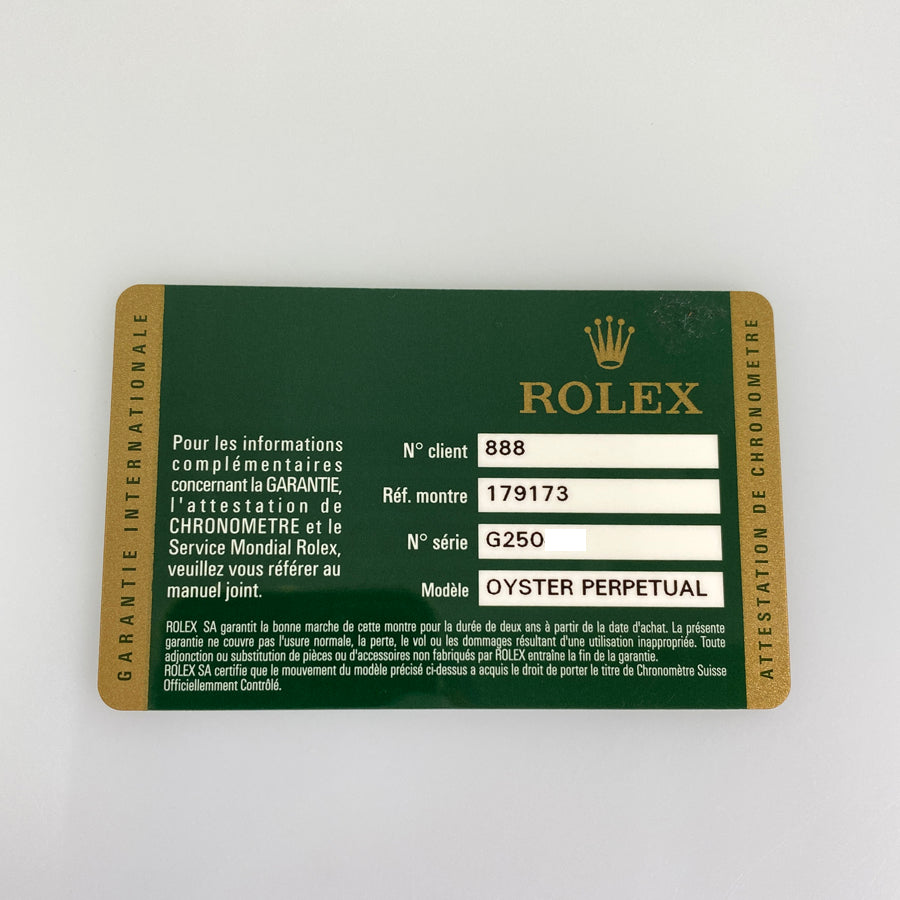 GARANTIE INTERNATIONALE
ROLEX
Pour les informations
complémentaires
concernant la GARANTIE,
l'attestation de
CHRONOMETRE et le
Service Mondial Rolex,
veuillez vous référer au
manuel joint.
N° client 888
Réf. montre 179173
N° série G250
Modèle OYSTER PERPETUAL
ROLEX SA garantit la bonne marche de cette montre pour la durée de deux ans à partir de la date d'achat. La présente
garantie ne couvre pas l'usure normale, la perte, le vol ou les dommages résultant d'une utilisation inappropriée. Toute
adjonction ou substitution de pièces ou d'accessoires non fabriqués par ROLEX entraîne la fin de la garantie.
ROLEX SA certifie que le mouvement du modèle précisé ci-dessus a acquis le droit de porter le titre de Chronomètre Suisse
Officiellemment Contrôlé.
ATTESTATION DE CHRONOMETRE